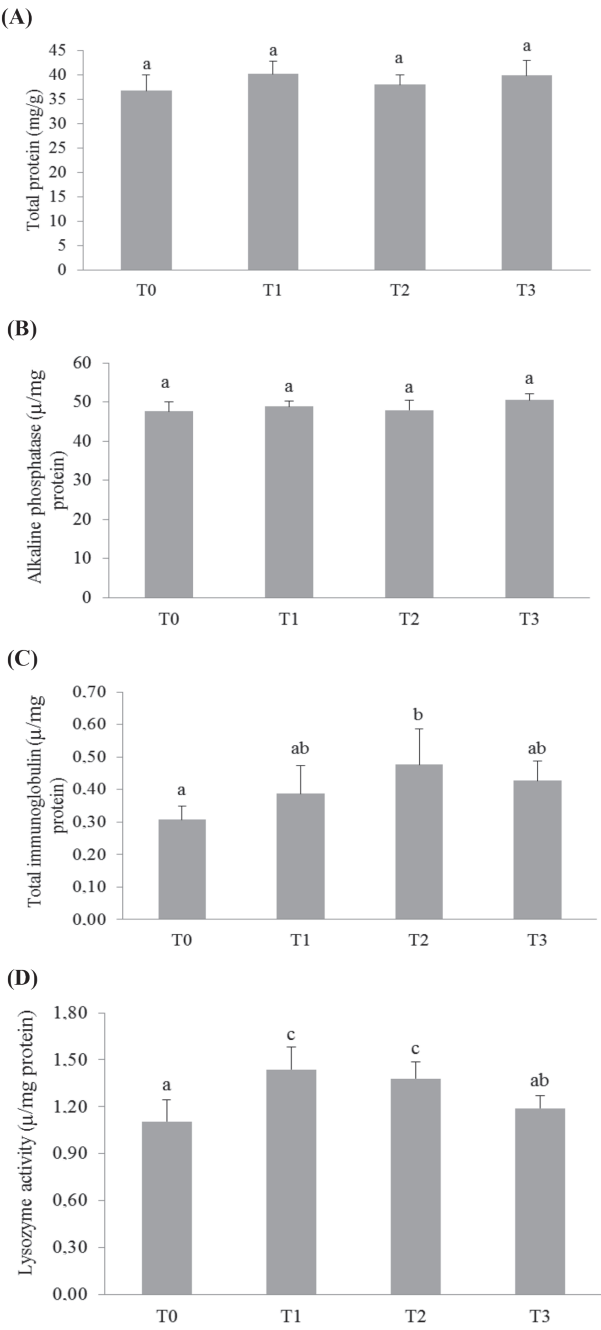 (A)
Total protein (mg/g)
45
40
35
30
25
20
15
10
5
0
a
a
a
a
T0
T1
T2
T3
(B)
Alkaline phosphatase (µ/mg
protein)
60
50
40
30
20
10
0
a
a
a
a
T0
T1
T2
T3
(C)
Total immunoglobulin (µ/mg
protein)
0,70
0,60
0,50
0,40
0,30
0,20
0,10
0,00
a
ab
b
ab
T0
T1
T2
T3
(D)
Lysozyme activity (µ/mg protein)
1,80
1,50
1,20
0,90
0,60
0,30
0,00
a
c
c
ab
T0
T1
T2
T3